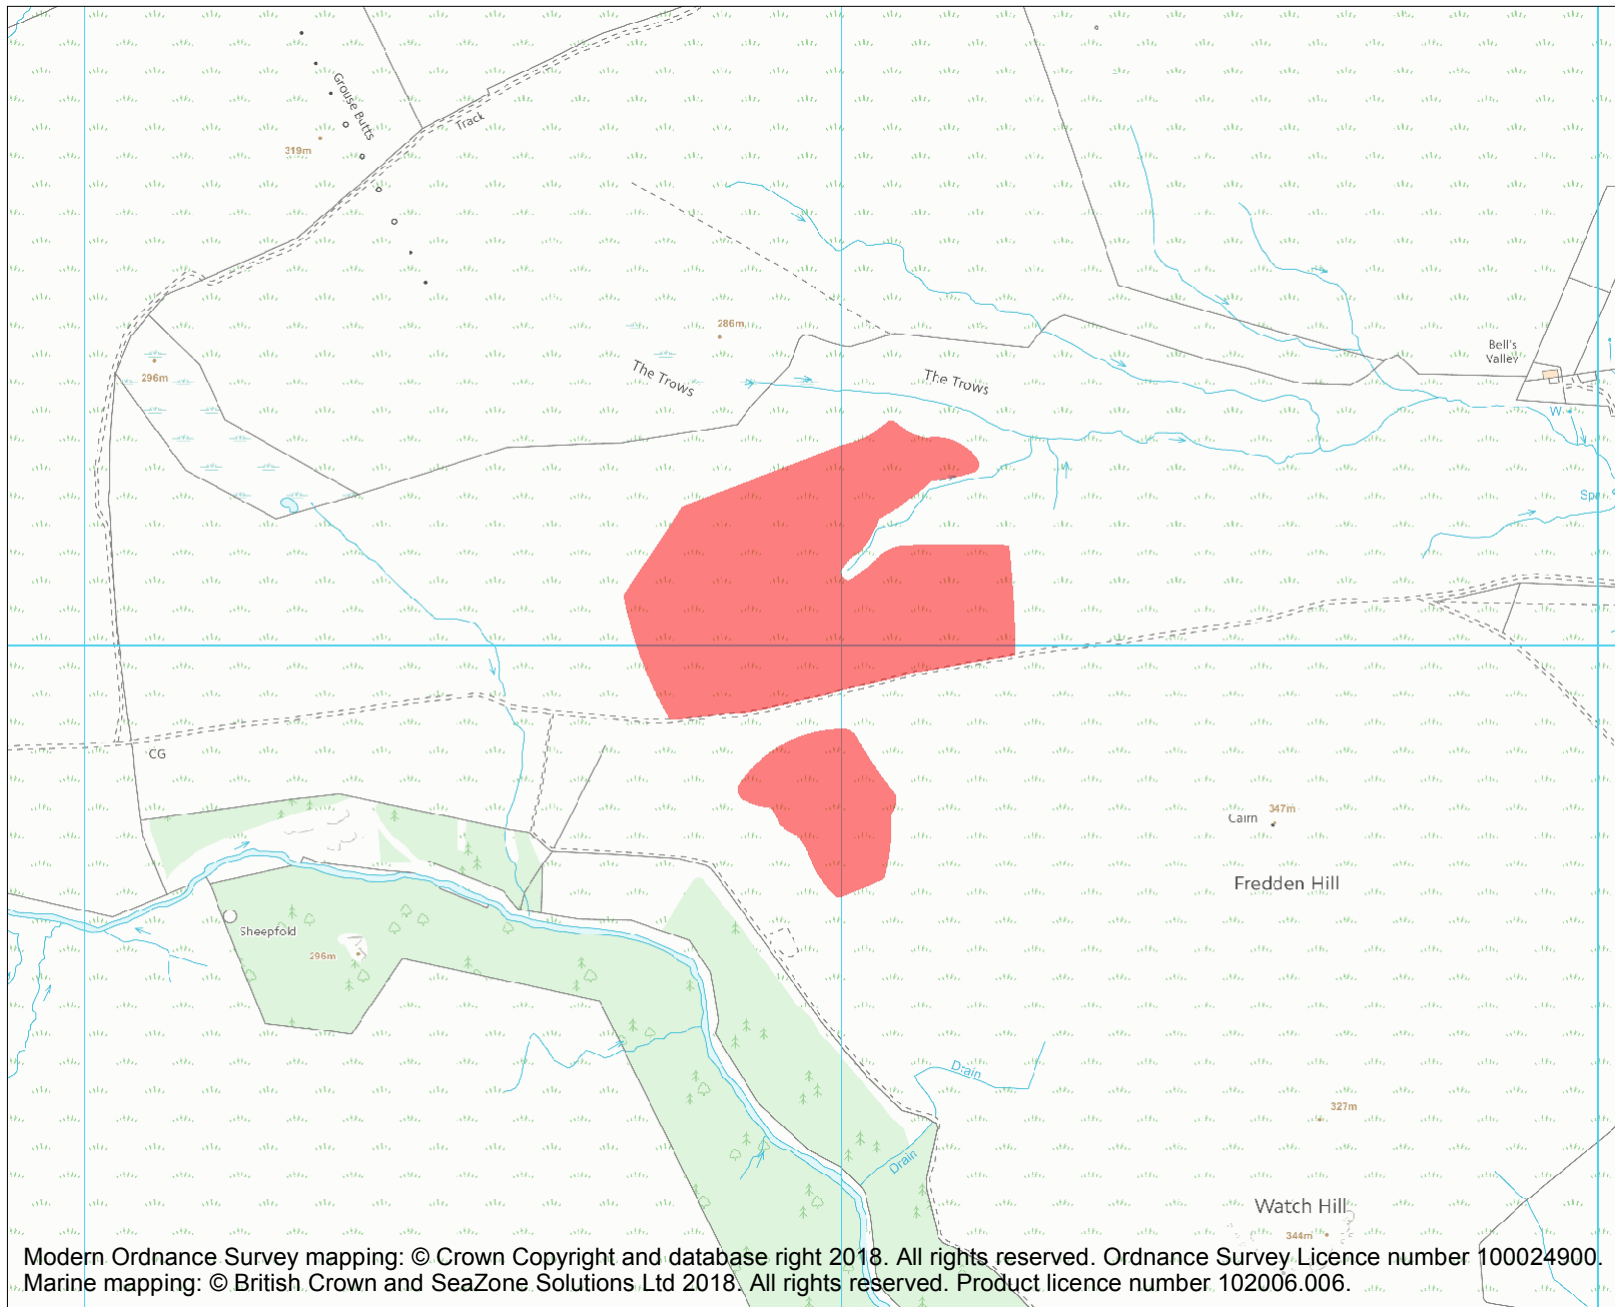 Grouse Butts
Track
319m
286m
Bell's
Valley
296m
The Trows
The Trows
W
Spr
CG
347m
Cairn
Fredden Hill
Sheepfold
296m
Drain
327m
Drain
Watch Hill
344m
Modern Ordnance Survey mapping: © Crown Copyright and database right 2018. All rights reserved. Ordnance Survey Licence number 100024900.
Marine mapping: © British Crown and SeaZone Solutions Ltd 2018. All rights reserved. Product licence number 102006.006.